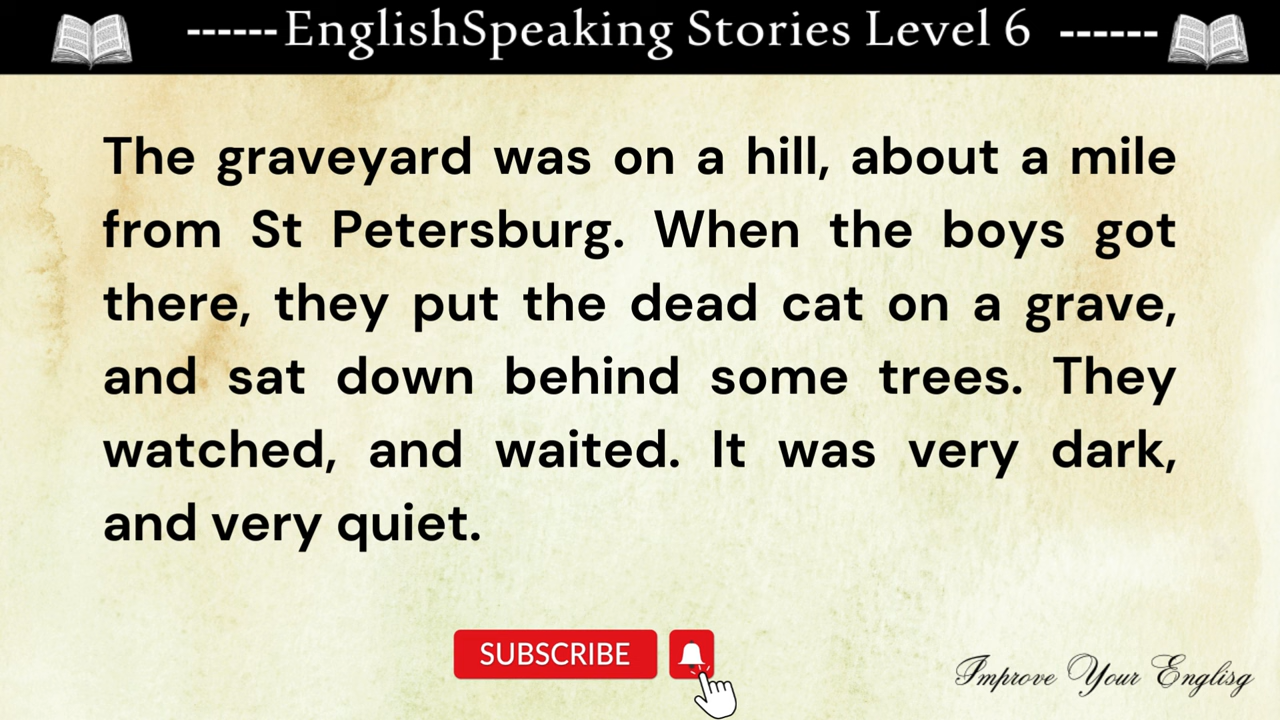 ------EnglishSpeaking Stories Level 6 ------
The graveyard was on a hill, about a mile
from St Petersburg. When the boys got
there, they put the dead cat on a grave,
and sat down behind some trees. They
watched, and waited. It was very dark,
and very quiet.
SUBSCRIBE
Improve Your Englisg